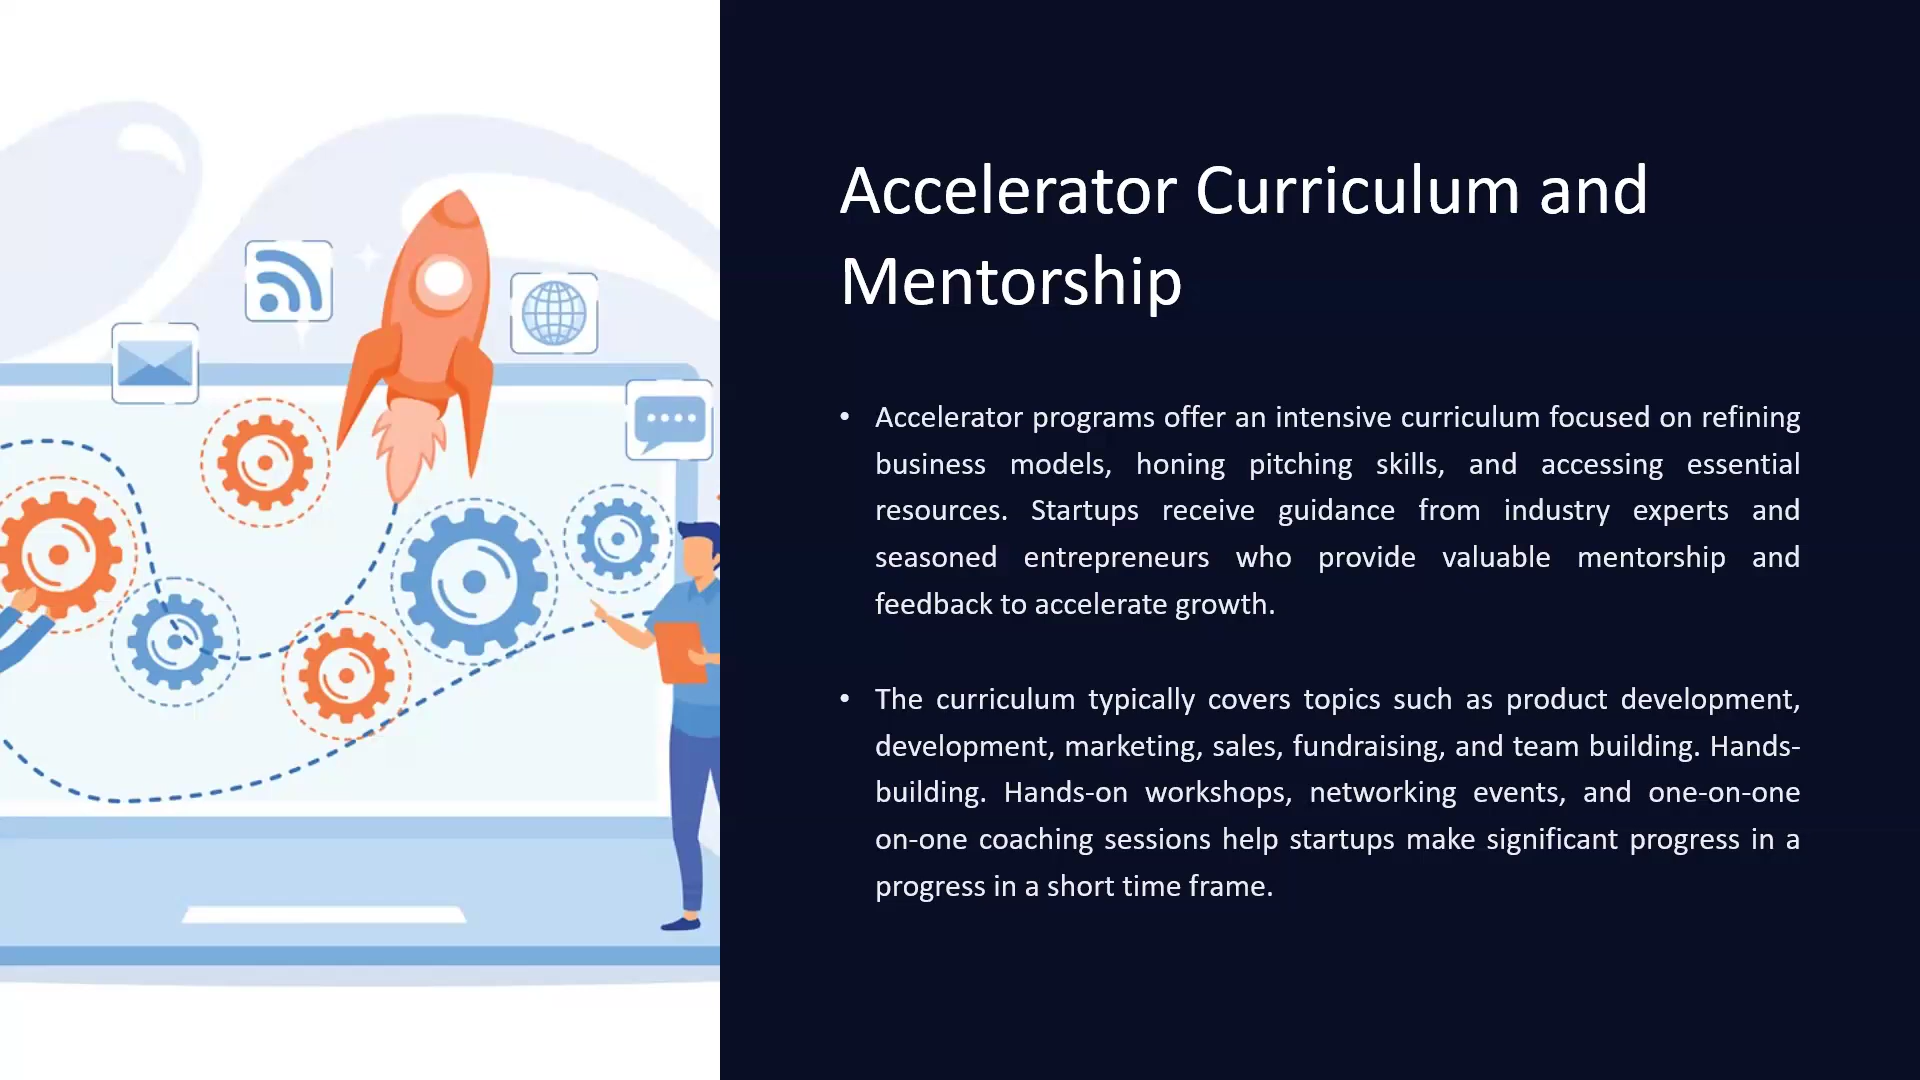 Accelerator Curriculum and
Mentorship
• Accelerator programs offer an intensive curriculum focused on refining
business models, honing pitching skills, and accessing essential
resources. Startups receive guidance from industry experts and
seasoned entrepreneurs who provide valuable mentorship and
feedback to accelerate growth.
• The curriculum typically covers topics such as product development,
development, marketing, sales, fundraising, and team building. Hands-
building. Hands-on workshops, networking events, and one-on-one
on-one coaching sessions help startups make significant progress in a
progress in a short time frame.